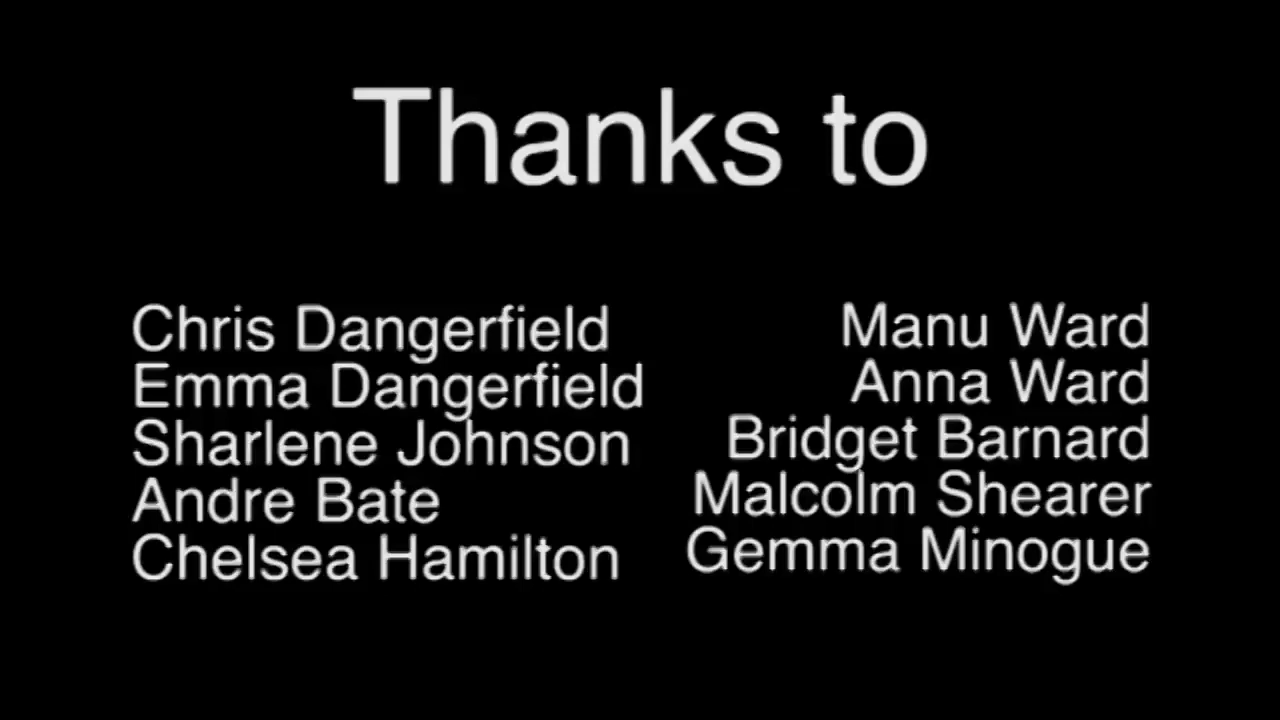 Thanks to
Chris Dangerfield
Emma Dangerfield
Sharlene Johnson
Andre Bate
Chelsea Hamilton
Manu Ward
Anna Ward
Bridget Barnard
Malcolm Shearer
Gemma Minogue